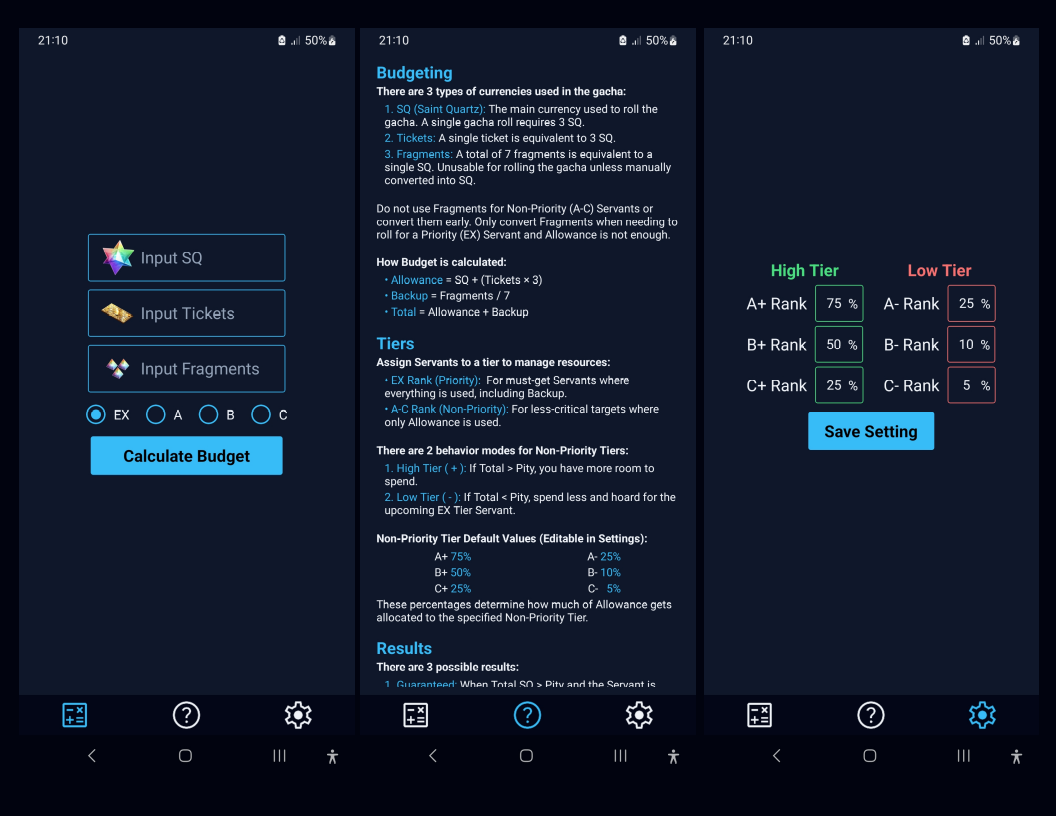 21:10
50%
Input SQ
Input Tickets
Input Fragments
EX A B C
Calculate Budget
21:10
50%
Budgeting
There are 3 types of currencies used in the gacha:
1. SQ (Saint Quartz): The main currency used to roll the
gacha. A single gacha roll requires 3 SQ.
2. Tickets: A single ticket is equivalent to 3 SQ.
3. Fragments: A total of 7 fragments is equivalent to a
single SQ. Unusable for rolling the gacha unless manually
converted into SQ.
Do not use Fragments for Non-Priority (A-C) Servants or
convert them early. Only convert Fragments when needing to
roll for a Priority (EX) Servant and Allowance is not enough.
How Budget is calculated:
• Allowance = SQ + (Tickets × 3)
• Backup = Fragments / 7
• Total = Allowance + Backup
Tiers
Assign Servants to a tier to manage resources:
• EX Rank (Priority): For must-get Servants where
everything is used, including Backup.
• A-C Rank (Non-Priority): For less-critical targets where
only Allowance is used.
There are 2 behavior modes for Non-Priority Tiers:
1. High Tier ( + ): If Total > Pity, you have more room to
spend.
2. Low Tier ( - ): If Total < Pity, spend less and hoard for the
upcoming EX Tier Servant.
Non-Priority Tier Default Values (Editable in Settings):
A+ 75% A- 25%
B+ 50% B- 10%
C+ 25% C- 5%
These percentages determine how much of Allowance gets
allocated to the specified Non-Priority Tier.
Results
There are 3 possible results:
1. Guaranteed: When Total SQ > Pity and the Servant is
21:10
50%
High Tier Low Tier
A+ Rank 75 % A- Rank 25 %
B+ Rank 50 % B- Rank 10 %
C+ Rank 25 % C- Rank 5 %
Save Setting